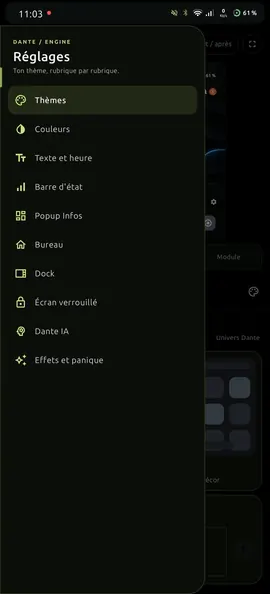 11:03
0
61 %
DANTE / ENGINE
Réglages
Ton thème, rubrique par rubrique.
t / après
Thèmes
Couleurs
Texte et heure
Barre d'état
Popup Infos
Bureau
Module
Dock
Écran verrouillé
Dante IA
Univers Dante
Effets et panique
écor